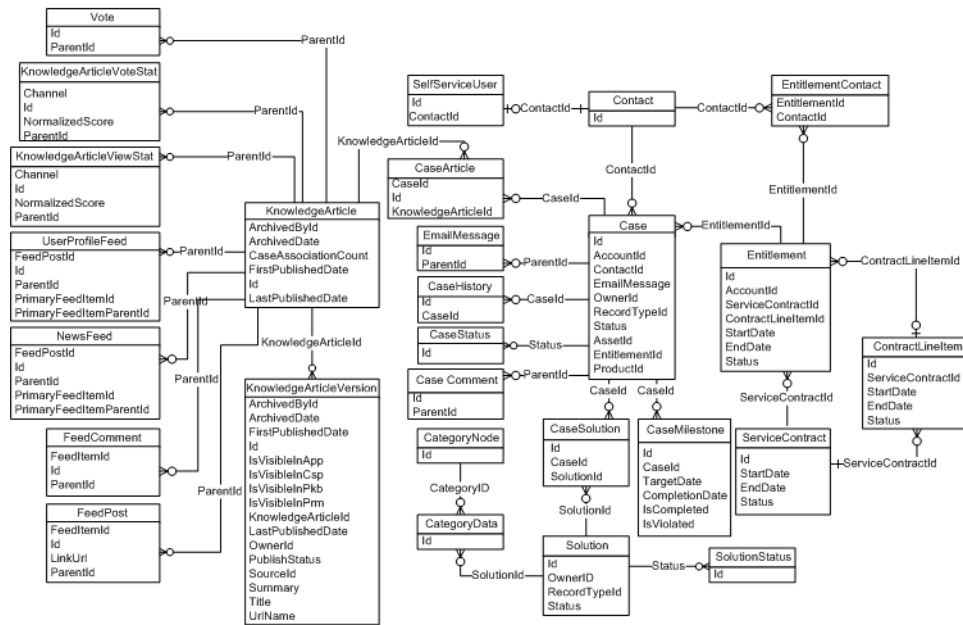 Vote
Id
ParentId
ParentId
KnowledgeArticleVoteStat
Channel
Id
NormalizedScore
ParentId
ParentId
KnowledgeArticleViewStat
Channel
Id
NormalizedScore
ParentId
ParentId
UserProfileFeed
FeedPostId
Id
ParentId
PrimaryFeedItemId
PrimaryFeedItemParentId
ParentId
NewsFeed
FeedPostId
Id
ParentId
PrimaryFeedItemId
PrimaryFeedItemParentId
ParentId
FeedComment
FeedItemId
Id
ParentId
ParentId
FeedPost
FeedItemId
Id
LinkUrl
ParentId
ParentId
KnowledgeArticle
ArchivedById
ArchivedDate
CaseAssociationCount
FirstPublishedDate
Id
LastPublishedDate
KnowledgeArticleId
KnowledgeArticleVersion
ArchivedById
ArchivedDate
FirstPublishedDate
Id
IsVisibleInApp
IsVisibleInCsp
IsVisibleInPkb
IsVisibleInPrm
KnowledgeArticleId
LastPublishedDate
OwnerId
PublishStatus
SourceId
Summary
Title
UrlName
KnowledgeArticleId
SelfServiceUser
Id
ContactId
ContactId
Contact
Id
ContactId
EntitlementContact
EntitlementId
ContactId
CaseArticle
CaseId
Id
KnowledgeArticleId
CaseId
ContactId
EntitlementId
EmailMessage
Id
ParentId
ParentId
CaseHistory
Id
CaseId
CaseId
CaseStatus
Id
Status
Case Comment
Id
ParentId
ParentId
Case
Id
AccountId
ContactId
EmailMessage
OwnerId
RecordTypeId
Status
AssetId
EntitlementId
ProductId
EntitlementId
Entitlement
Id
AccountId
ServiceContractId
ContractLineItemId
StartDate
EndDate
Status
ContractLineItemId
ContractLineItem
Id
ServiceContractId
StartDate
EndDate
Status
ServiceContractId
ServiceContract
Id
StartDate
EndDate
Status
ServiceContractId
CaseId
CaseId
CategoryNode
Id
CategoryID
CategoryData
Id
SolutionId
CaseSolution
Id
CaseId
SolutionId
SolutionId
CaseMilestone
Id
CaseId
TargetDate
CompletionDate
IsCompleted
IsViolated
Solution
Id
OwnerID
RecordTypeId
Status
Status
SolutionStatus
Id